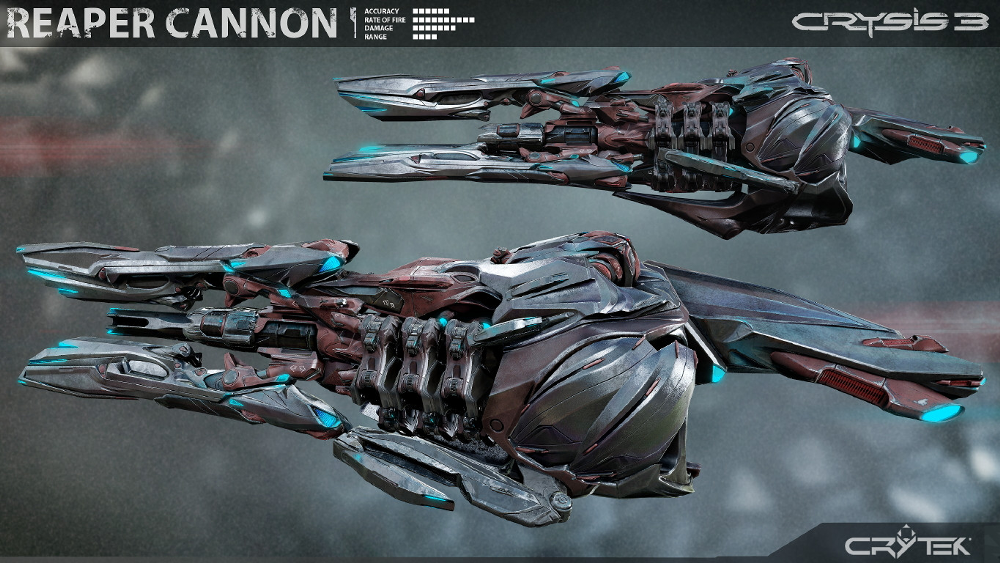 REAPER CANNON
ACCURACY
RATE OF FIRE
DAMAGE
RANGE
CRYSIS 3
CRYTEK